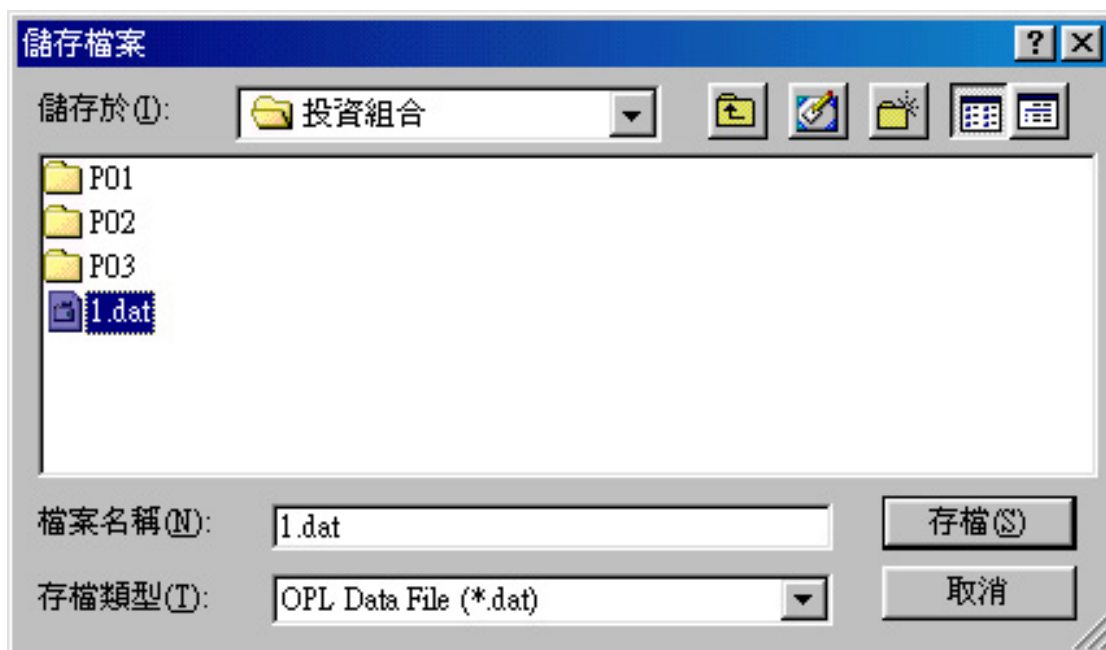 儲存檔案
儲存於(I): 投資組合
P01
P02
P03
1.dat
檔案名稱(N): 1.dat 存檔(S)
存檔類型(T): OPL Data File (*.dat) 取消